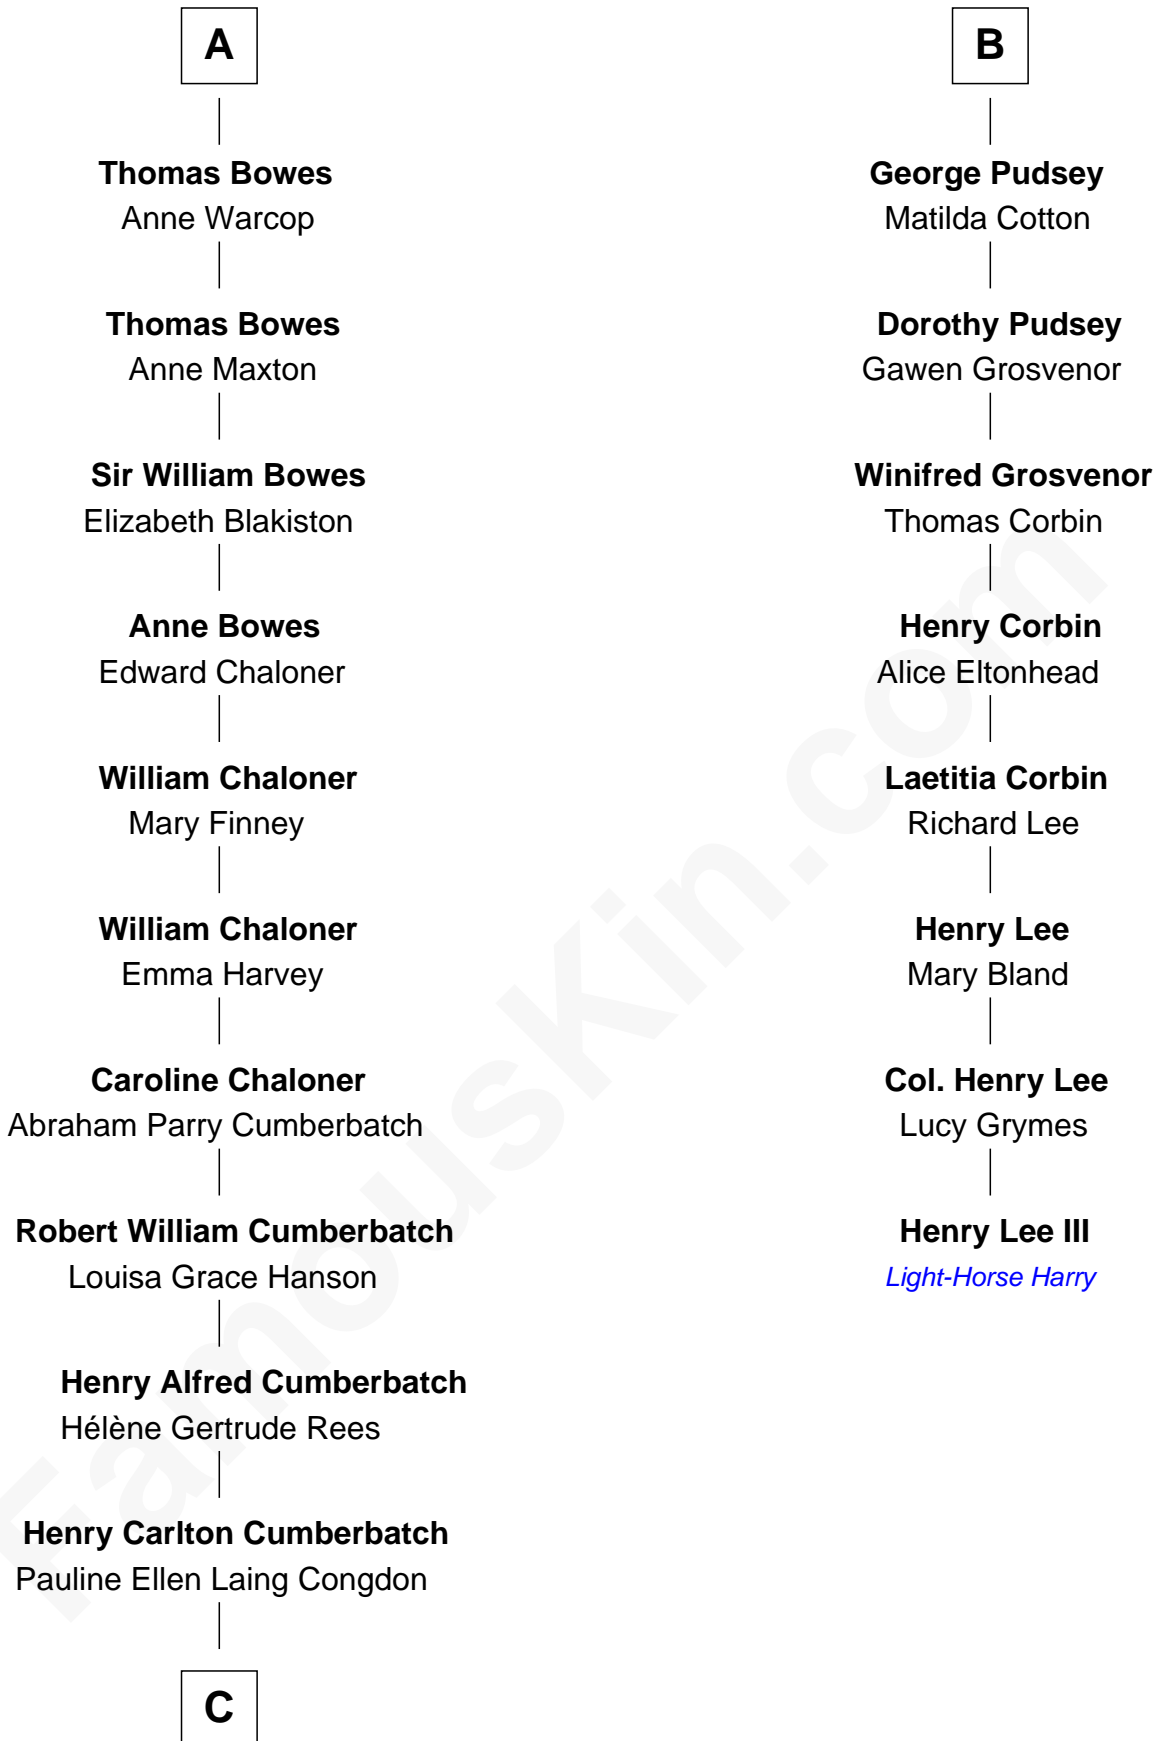 A
Thomas Bowes
Anne Warcop
Thomas Bowes
Anne Maxton
Sir William Bowes
Elizabeth Blakiston
Anne Bowes
Edward Chaloner
William Chaloner
Mary Finney
William Chaloner
Emma Harvey
Caroline Chaloner
Abraham Parry Cumberbatch
Robert William Cumberbatch
Louisa Grace Hanson
Henry Alfred Cumberbatch
Hélène Gertrude Rees
Henry Carlton Cumberbatch
Pauline Ellen Laing Congdon
C
B
George Pudsey
Matilda Cotton
Dorothy Pudsey
Gawen Grosvenor
Winifred Grosvenor
Thomas Corbin
Henry Corbin
Alice Eltonhead
Laetitia Corbin
Richard Lee
Henry Lee
Mary Bland
Col. Henry Lee
Lucy Grymes
Henry Lee III
Light-Horse Harry
FamousKin.com